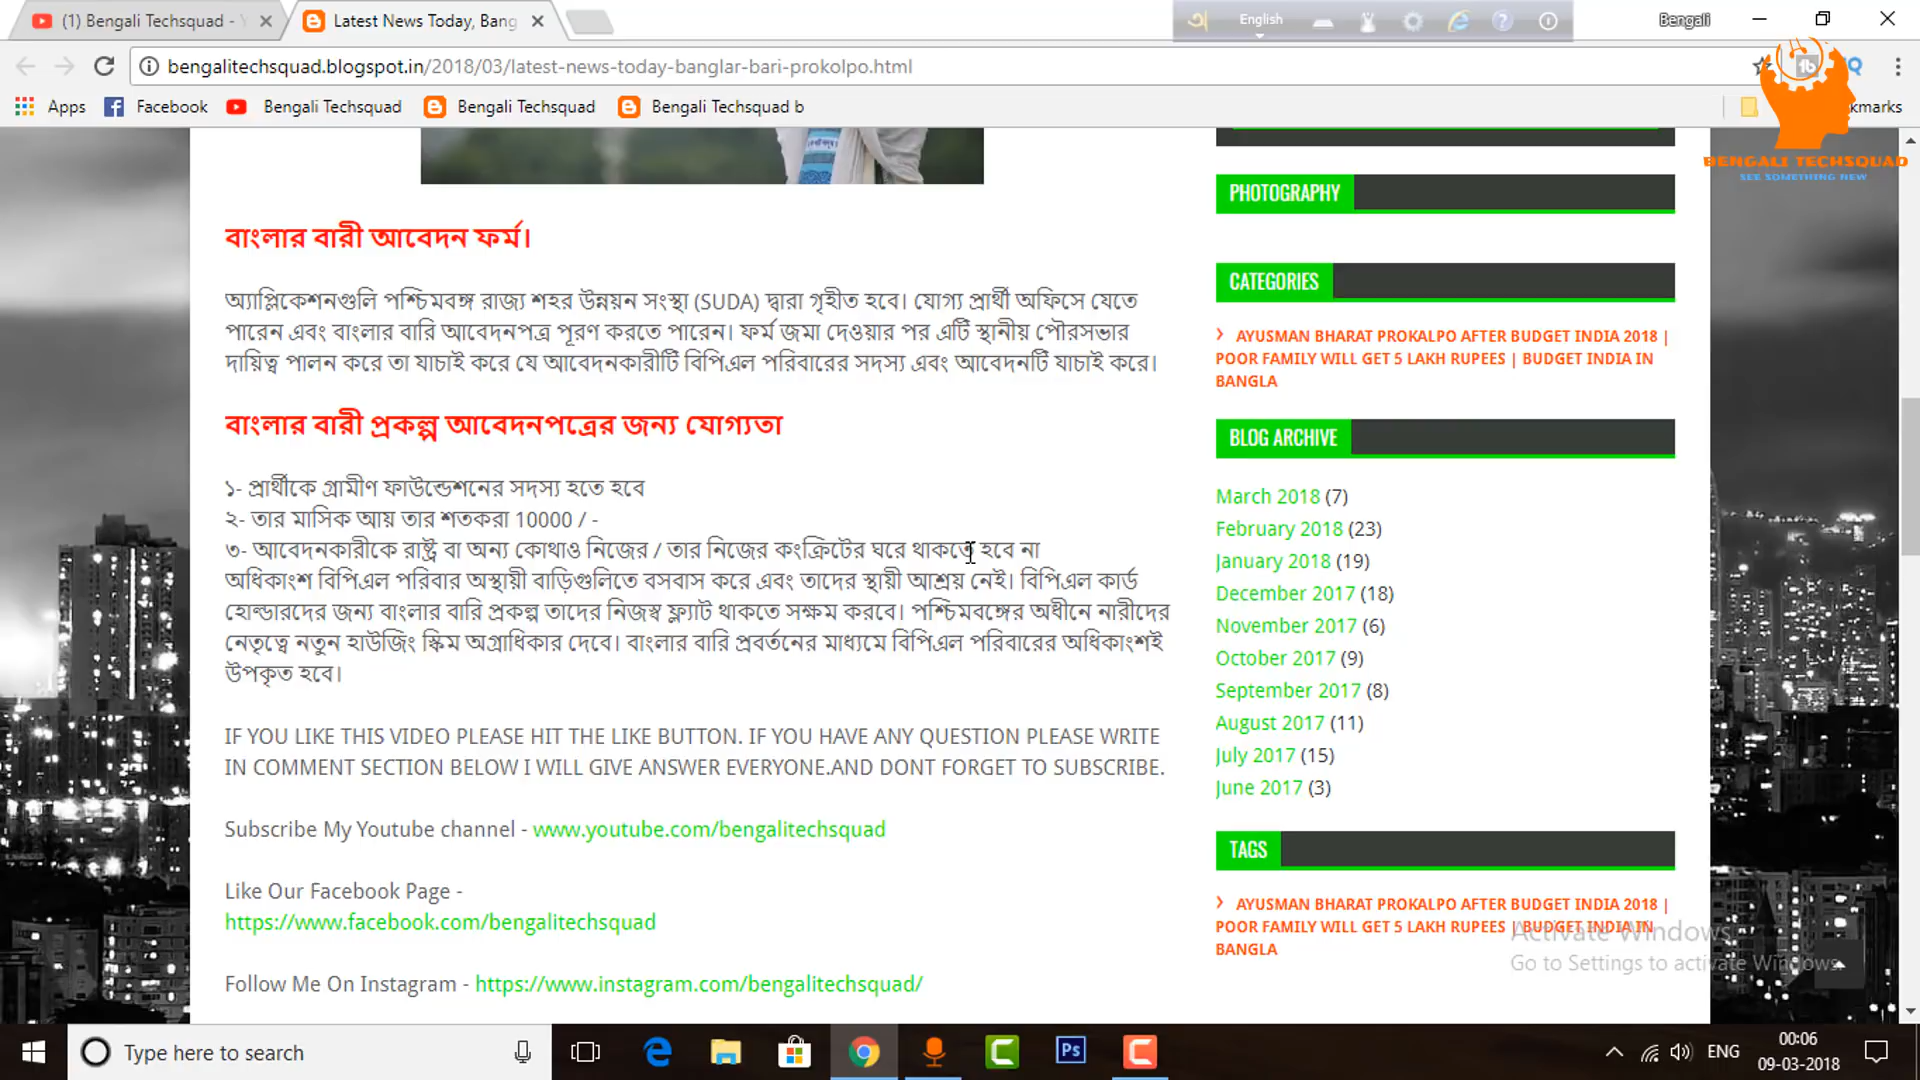 (1) Bengali Techsquad - Y
Latest News Today, Bang
English
Bengali
bengalitechsquad.blogspot.in/2018/03/latest-news-today-banglar-bari-prokolpo.html
Apps
Facebook
Bengali Techsquad
Bengali Techsquad
Bengali Techsquad b
kmarks
BENGALI TECHSQUAD
SEE SOMETHING NEW
বাংলার বারী আবেদন ফর্ম।
অ্যাপ্লিকেশনগুলি পশ্চিমবঙ্গ রাজ্য শহর উন্নয়ন সংস্থা (SUDA) দ্বারা গৃহীত হবে। যোগ্য প্রার্থী অফিসে যেতে
পারেন এবং বাংলার বারি আবেদনপত্র পূরণ করতে পারেন। ফর্ম জমা দেওয়ার পর এটি স্থানীয় পৌরসভার
দায়িত্ব পালন করে তা যাচাই করে যে আবেদনকারীটি বিপিএল পরিবারের সদস্য এবং আবেদনটি যাচাই করে।
বাংলার বারী প্রকল্প আবেদনপত্রের জন্য যোগ্যতা
১- প্রার্থীকে গ্রামীণ ফাউন্ডেশনের সদস্য হতে হবে
২- তার মাসিক আয় তার শতকরা 10000 / -
৩- আবেদনকারীকে রাষ্ট্র বা অন্য কোথাও নিজের / তার নিজের কংক্রিটের ঘরে থাকতে হবে না
অধিকাংশ বিপিএল পরিবার অস্থায়ী বাড়িগুলিতে বসবাস করে এবং তাদের স্থায়ী আশ্রয় নেই। বিপিএল কার্ড
হোল্ডারদের জন্য বাংলার বারি প্রকল্প তাদের নিজস্ব ফ্ল্যাট থাকতে সক্ষম করবে। পশ্চিমবঙ্গের অধীনে নারীদের
নেতৃত্বে নতুন হাউজিং স্কিম অগ্রাধিকার দেবে। বাংলার বারি প্রবর্তনের মাধ্যমে বিপিএল পরিবারের অধিকাংশই
উপকৃত হবে।
IF YOU LIKE THIS VIDEO PLEASE HIT THE LIKE BUTTON. IF YOU HAVE ANY QUESTION PLEASE WRITE
IN COMMENT SECTION BELOW I WILL GIVE ANSWER EVERYONE.AND DONT FORGET TO SUBSCRIBE.
Subscribe My Youtube channel - www.youtube.com/bengalitechsquad
Like Our Facebook Page -
https://www.facebook.com/bengalitechsquad
Follow Me On Instagram - https://www.instagram.com/bengalitechsquad/
PHOTOGRAPHY
CATEGORIES
AYUSMAN BHARAT PROKALPO AFTER BUDGET INDIA 2018 |
POOR FAMILY WILL GET 5 LAKH RUPEES | BUDGET INDIA IN
BANGLA
BLOG ARCHIVE
March 2018 (7)
February 2018 (23)
January 2018 (19)
December 2017 (18)
November 2017 (6)
October 2017 (9)
September 2017 (8)
August 2017 (11)
July 2017 (15)
June 2017 (3)
TAGS
AYUSMAN BHARAT PROKALPO AFTER BUDGET INDIA 2018 |
POOR FAMILY WILL GET 5 LAKH RUPEES | BUDGET INDIA IN
BANGLA
Activate Windows
Go to Settings to activate Windows.
Type here to search
Ps
ENG
00:06
09-03-2018